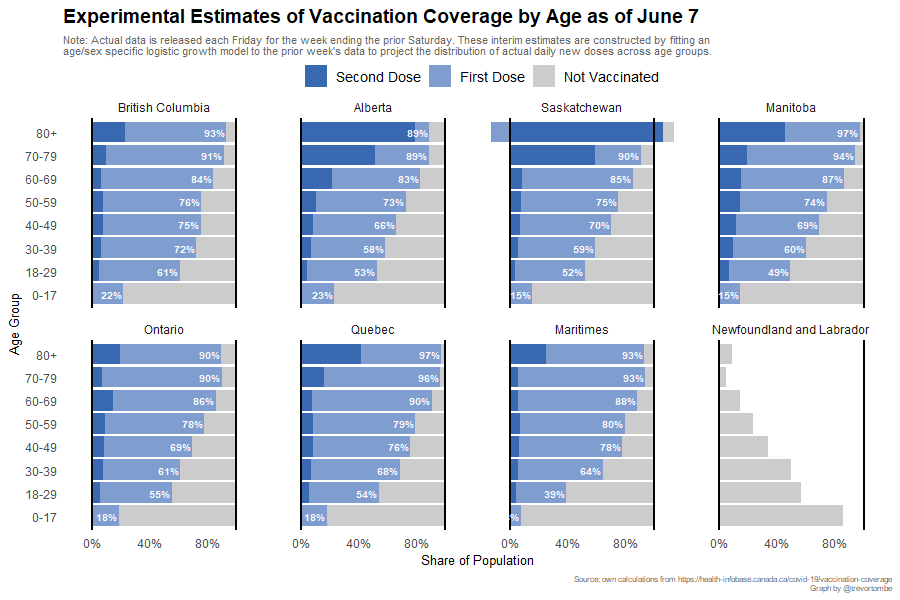 Experimental Estimates of Vaccination Coverage by Age as of June 7
Note: Actual data is released each Friday for the week ending the prior Saturday. These interim estimates are constructed by fitting an
age/sex specific logistic growth model to the prior week's data to project the distribution of actual daily new doses across age groups.
Second Dose First Dose Not Vaccinated
British Columbia Alberta Saskatchewan Manitoba
80+ 93% 89% 97%
70-79 91% 89% 90% 94%
60-69 84% 83% 85% 87%
50-59 76% 73% 75% 74%
40-49 75% 66% 70% 69%
30-39 72% 58% 59% 60%
18-29 61% 53% 52% 49%
0-17 22% 23% 15% 15%
Age Group
Ontario Quebec Maritimes Newfoundland and Labrador
80+ 90% 97% 93%
70-79 90% 96% 93%
60-69 86% 90% 88%
50-59 78% 79% 80%
40-49 69% 76% 78%
30-39 61% 68% 64%
18-29 55% 54% 39%
0-17 18% 18% %
0% 40% 80% 0% 40% 80% 0% 40% 80% 0% 40% 80%
Share of Population
Source: own calculations from https://health-infobase.canada.ca/covid-19/vaccination-coverage
Graph by @trevortombe